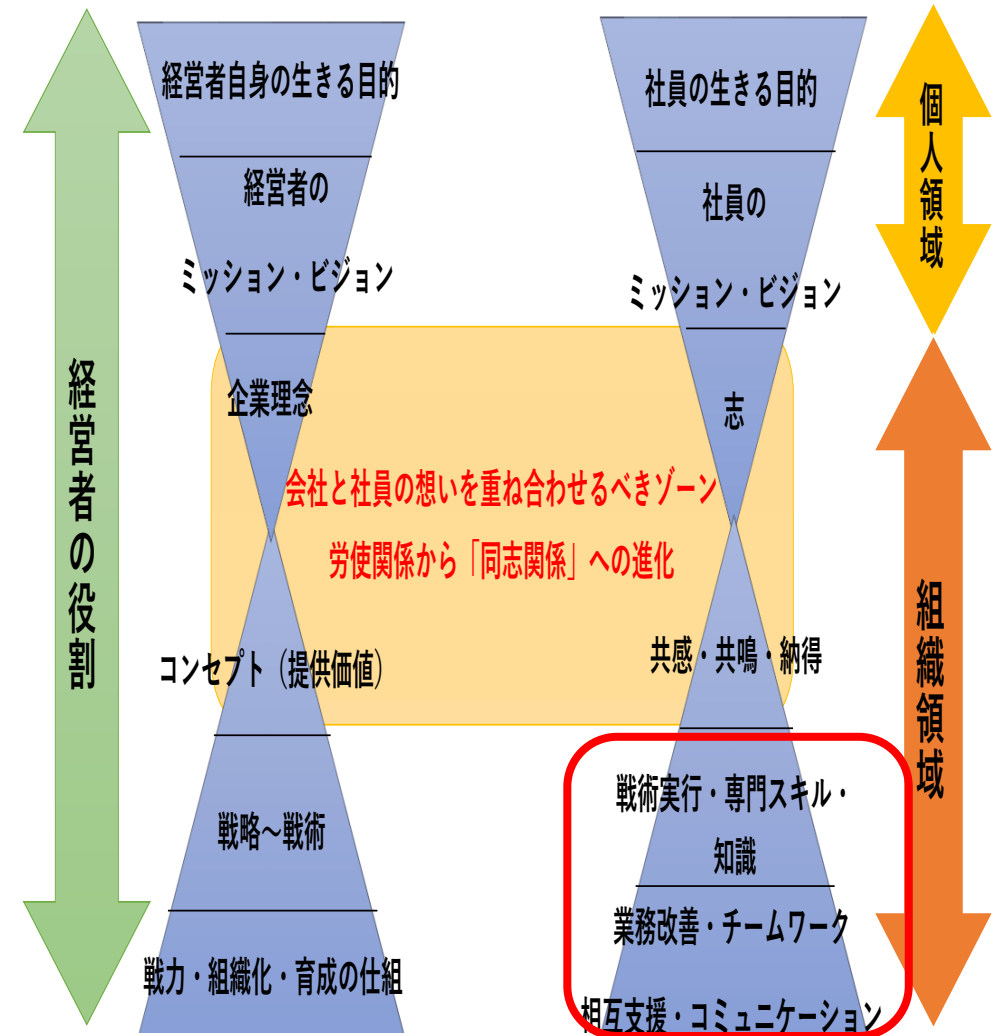 経営者の役割
経営者自身の生きる目的
経営者の
ミッション・ビジョン
企業理念
コンセプト（提供価値）
戦略～戦術
戦力・組織化・育成の仕組
会社と社員の想いを重ね合わせるべきゾーン
労使関係から「同志関係」への進化
社員の生きる目的
社員の
ミッション・ビジョン
志
共感・共鳴・納得
戦術実行・専門スキル・
知識
業務改善・チームワーク
相互支援・コミュニケーション
個人領域
組織領域